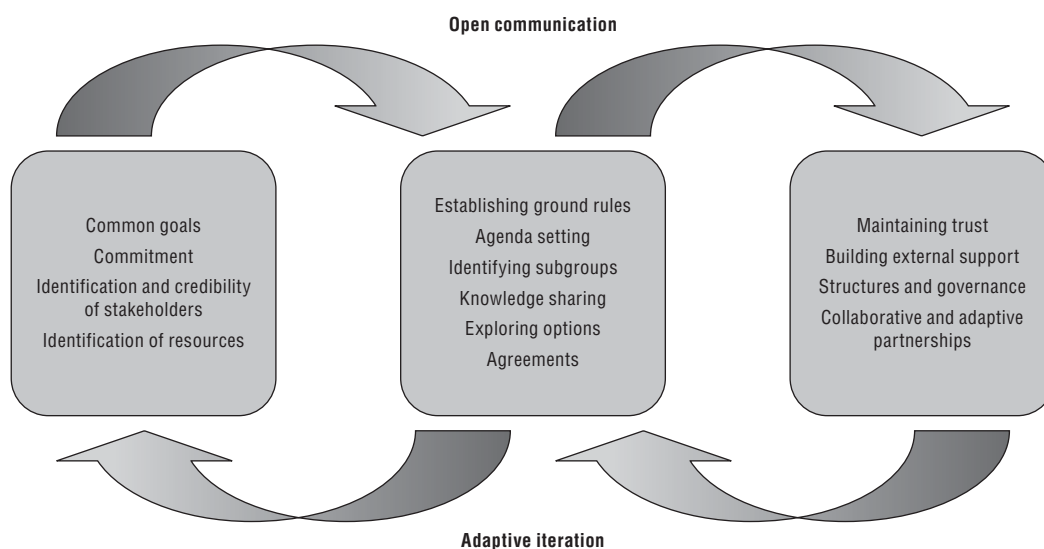 Open communication
Common goals
Commitment
Identification and credibility
of stakeholders
Identification of resources
Establishing ground rules
Agenda setting
Identifying subgroups
Knowledge sharing
Exploring options
Agreements
Maintaining trust
Building external support
Structures and governance
Collaborative and adaptive
partnerships
Adaptive iteration